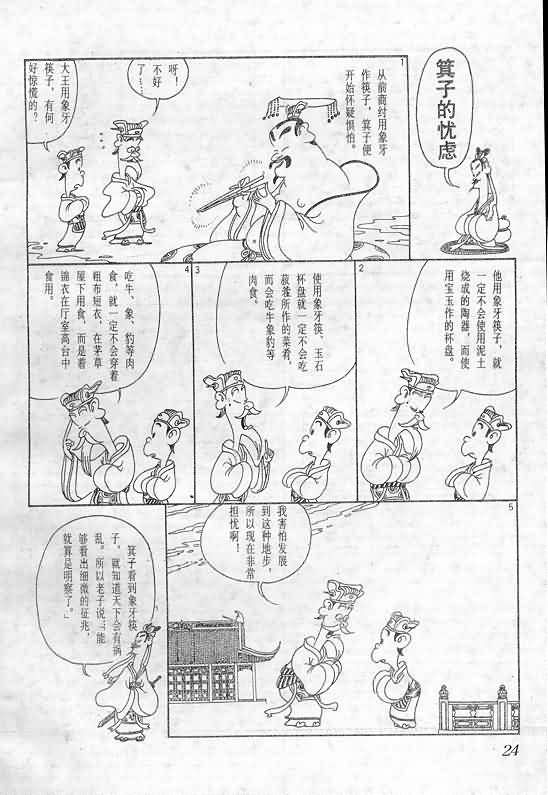 箕子的忧虑
1
从前商纣用象牙
作筷子，箕子便
开始怀疑惧怕。
呀！
不好
了…
大王用象牙
筷子，有何
好惊慌的？
2
他用象牙筷子，就
一定不会使用泥土
烧成的陶器，而使
用宝玉作的杯盘。
3
使用象牙筷、玉石
杯盘就一定不会吃
菽藿所作的菜肴，
而会吃牛象豹等
肉食。
4
吃牛、象、豹等肉
食，就一定不会穿着
粗布短衣，在茅草
屋下用食，而是着
锦衣在厅室高台中
食用。
5
我害怕发展
到这种地步，
所以现在非常
担忧啊！
箕子看到象牙筷
子，就知道天下会有祸
乱。所以老子说：「能
够看出细微的征兆，
就算是明察了。」
24